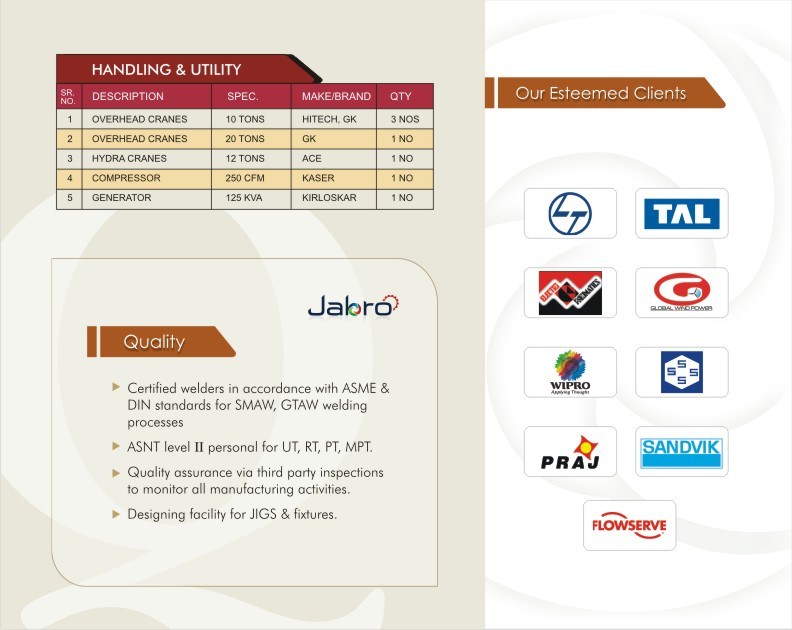 HANDLING & UTILITY
SR. NO. DESCRIPTION SPEC. MAKE/BRAND QTY
1 OVERHEAD CRANES 10 TONS HITECH, GK 3 NOS
2 OVERHEAD CRANES 20 TONS GK 1 NO
3 HYDRA CRANES 12 TONS ACE 1 NO
4 COMPRESSOR 250 CFM KASER 1 NO
5 GENERATOR 125 KVA KIRLOSKAR 1 NO
Jabro
Quality
Certified welders in accordance with ASME &
DIN standards for SMAW, GTAW welding
processes
ASNT level II personal for UT, RT, PT, MPT.
Quality assurance via third party inspections
to monitor all manufacturing activities.
Designing facility for JIGS & fixtures.
Our Esteemed Clients
LT
TAL
G
GLOBAL WIND POWER
WIPRO
Applying Thought
S S S S
PRAJ
SANDVIK
FLOWSERVE